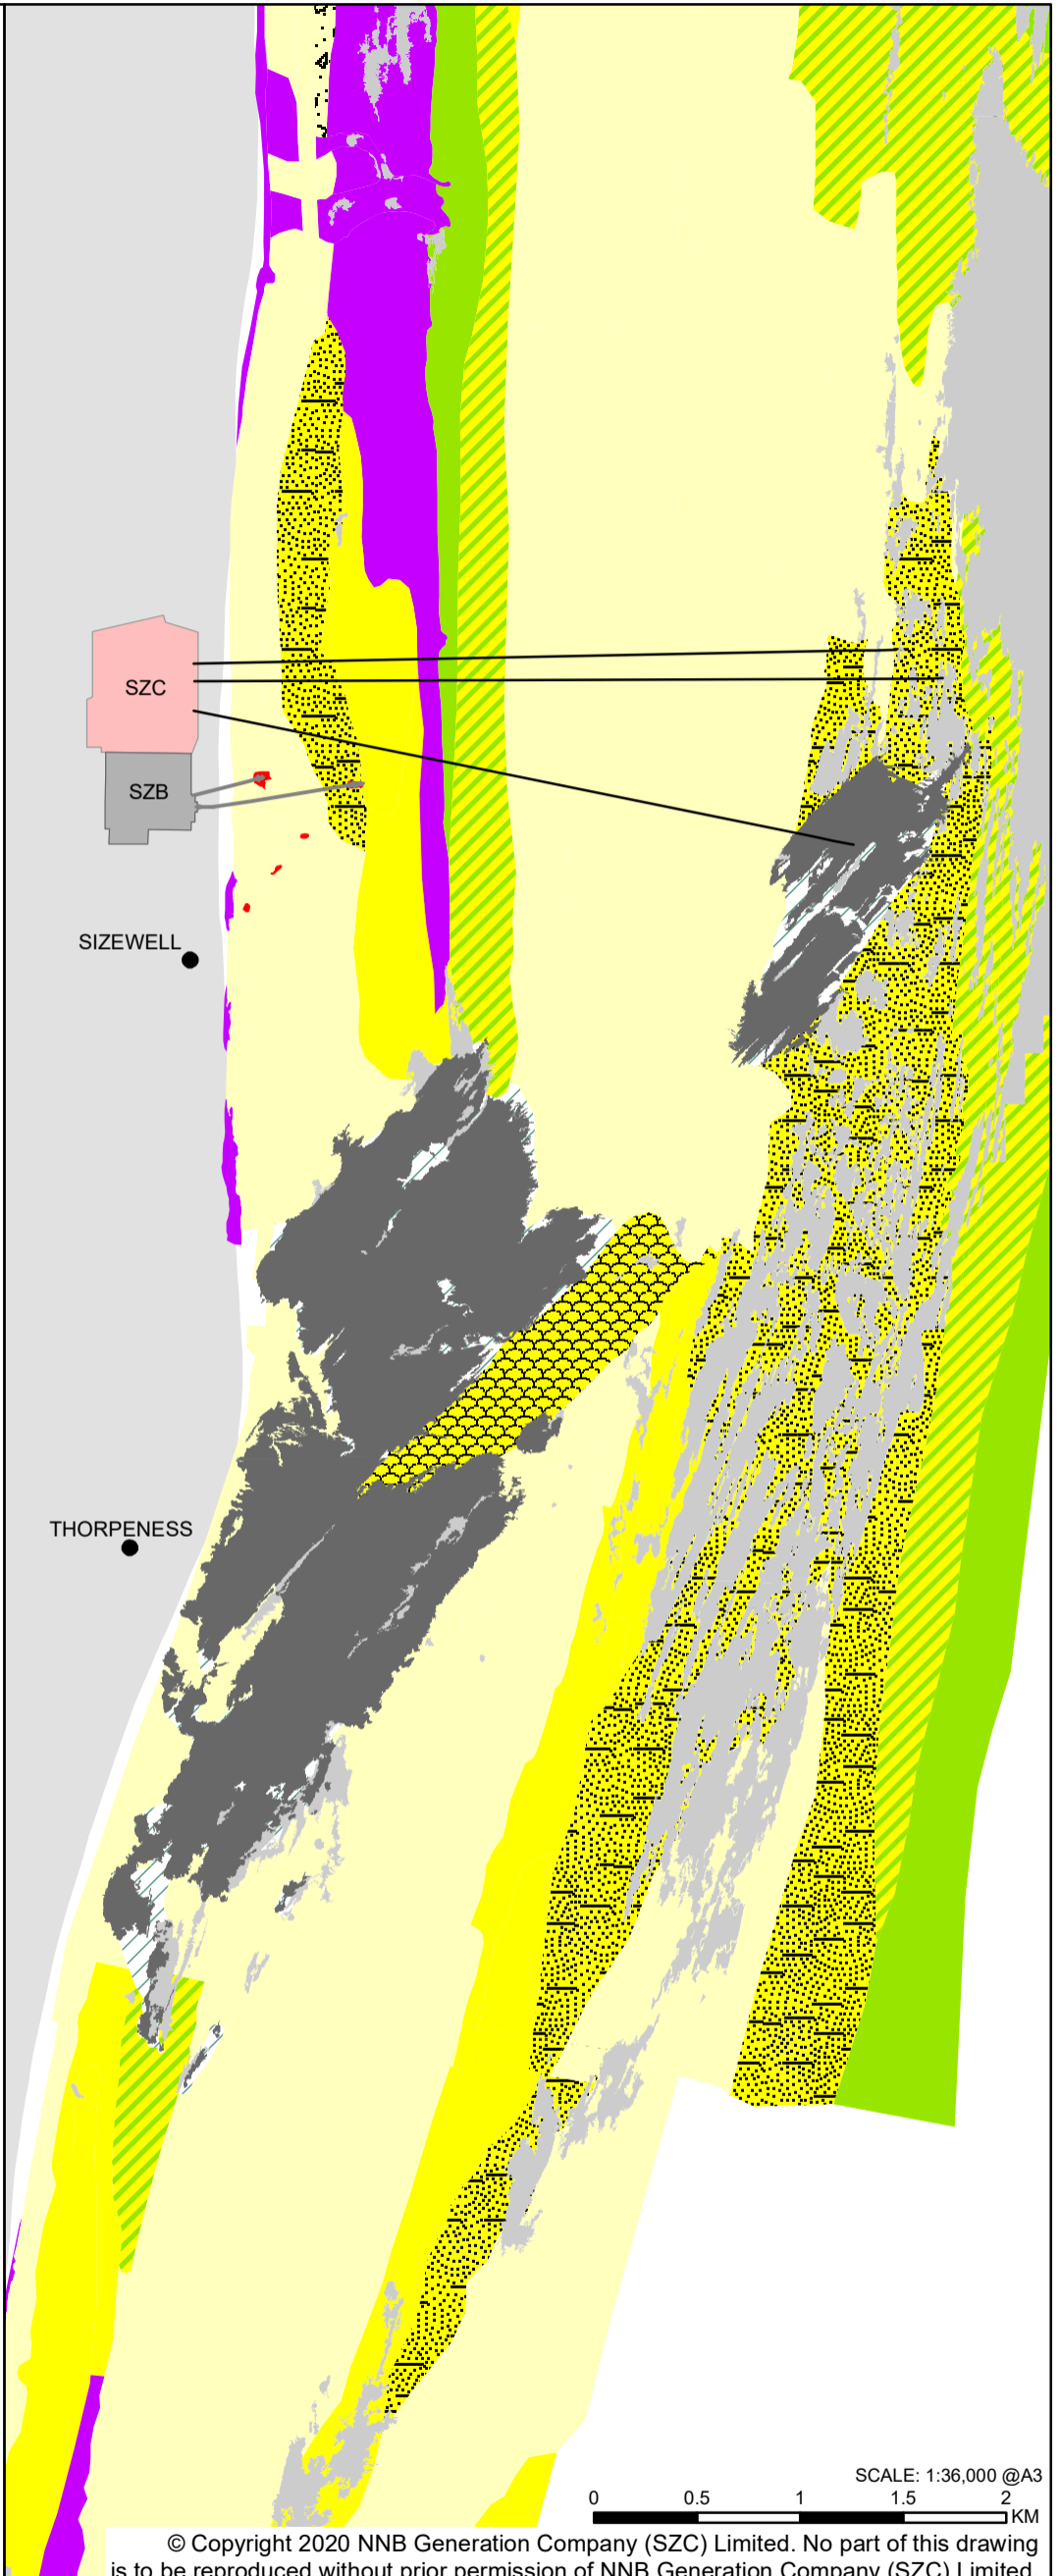 SZC
SZB
SIZEWELL
THORPENESS
SCALE: 1:36,000 @A3
0 0.5 1 1.5 2
KM
© Copyright 2020 NNB Generation Company (SZC) Limited. No part of this drawing
is to be reproduced without prior permission of NNB Generation Company (SZC) Limited.